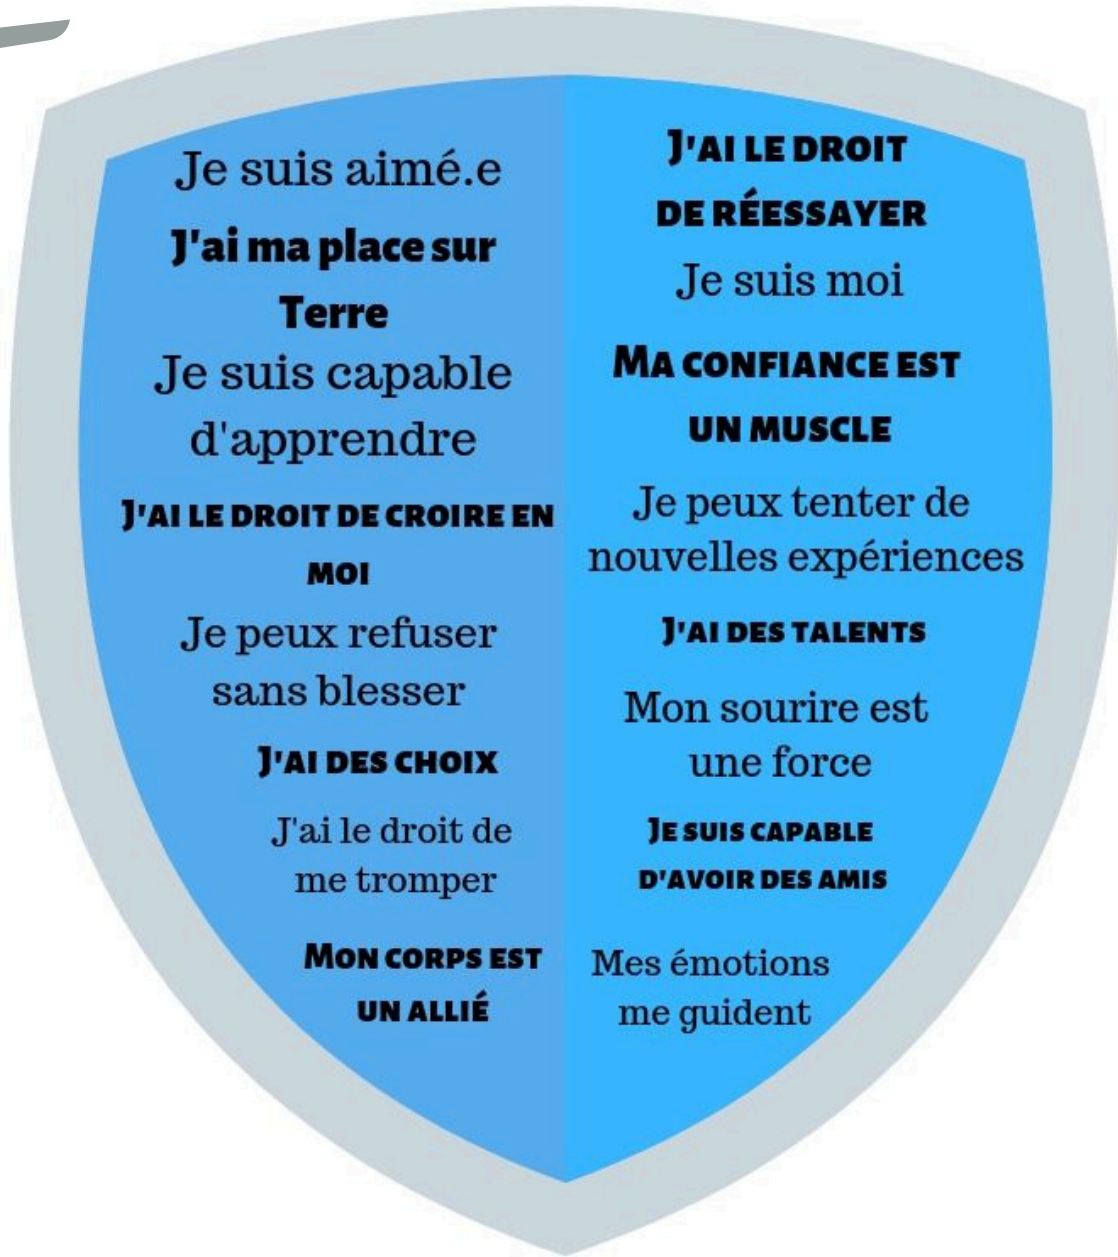 Je suis aimé.e
J'ai ma place sur
Terre
Je suis capable
d'apprendre
J'AI LE DROIT DE CROIRE EN
MOI
Je peux refuser
sans blesser
J'AI DES CHOIX
J'ai le droit de
me tromper
MON CORPS EST
UN ALLIÉ
J'AI LE DROIT
DE RÉESSAYER
Je suis moi
MA CONFIANCE EST
UN MUSCLE
Je peux tenter de
nouvelles expériences
J'AI DES TALENTS
Mon sourire est
une force
JE SUIS CAPABLE
D'AVOIR DES AMIS
Mes émotions
me guident